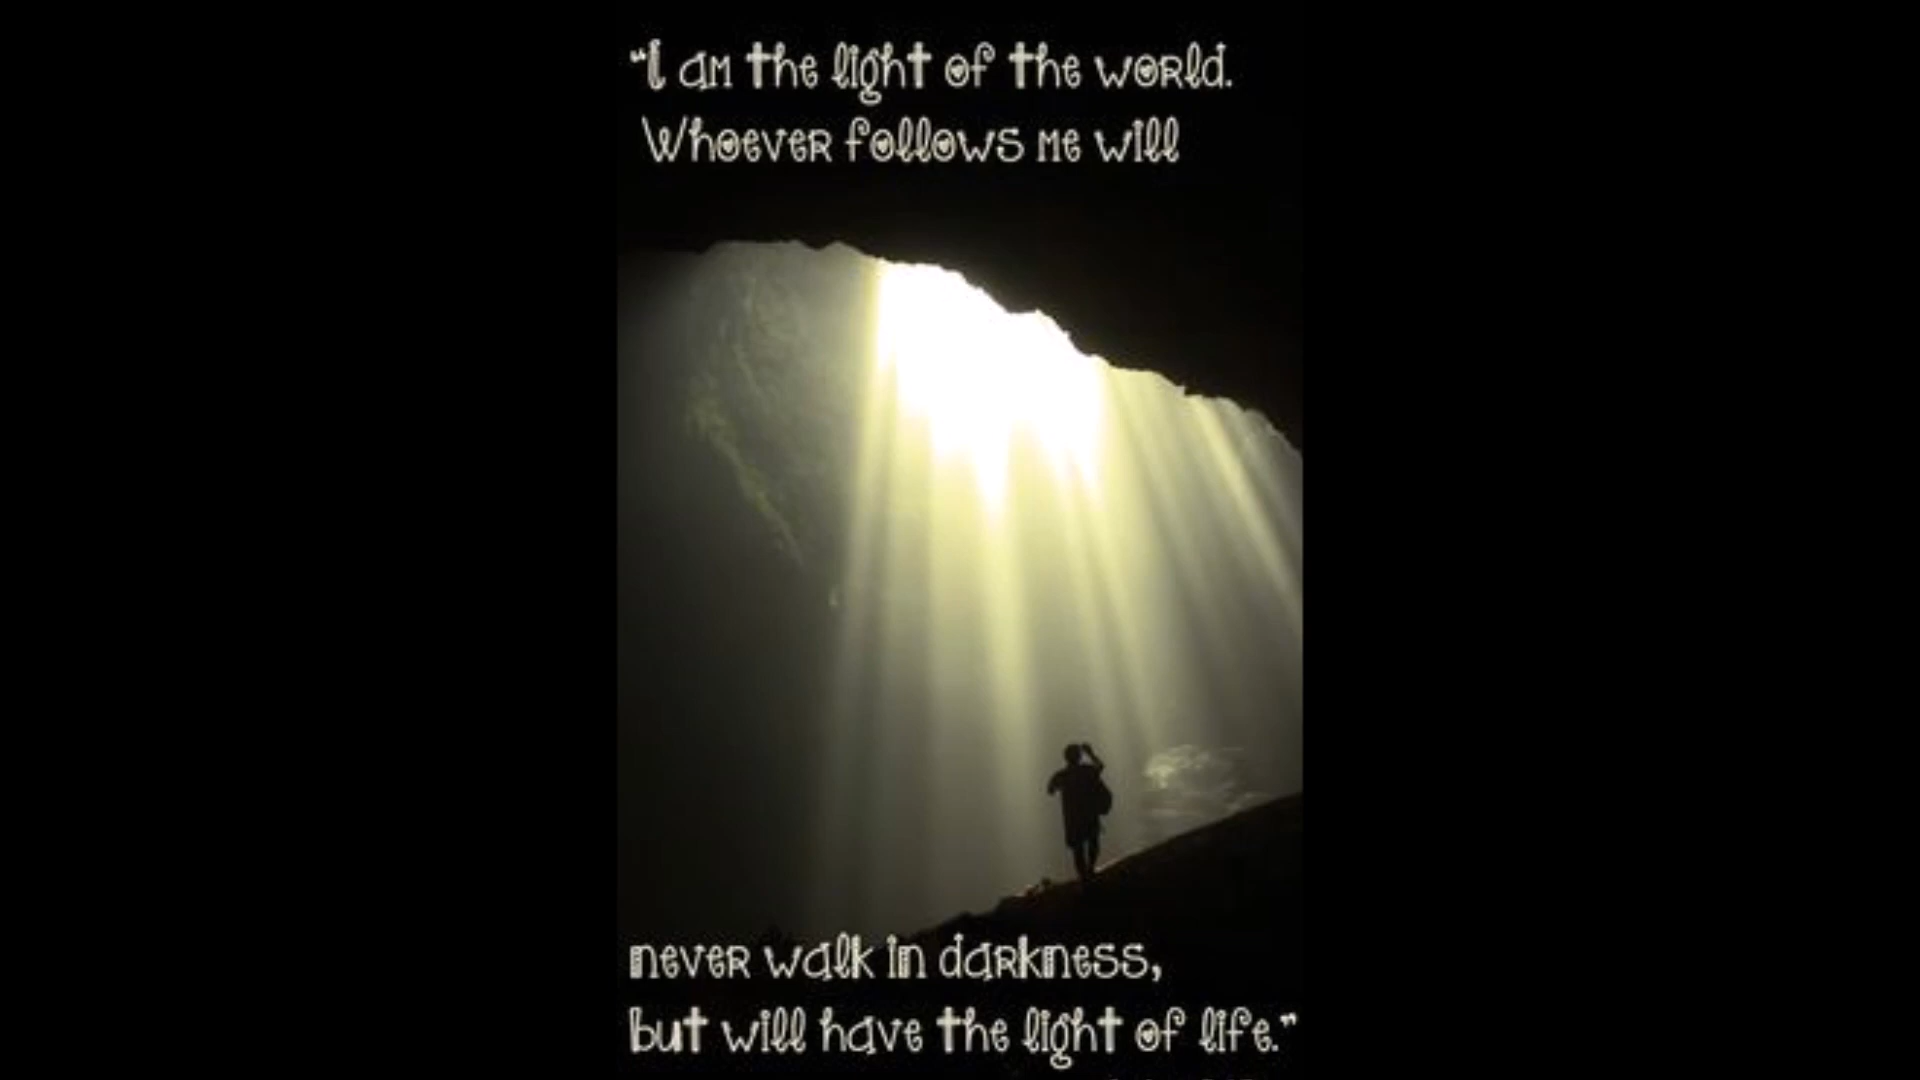 “I am the light of the world.
Whoever follows me will
never walk in darkness,
but will have the light of life.”